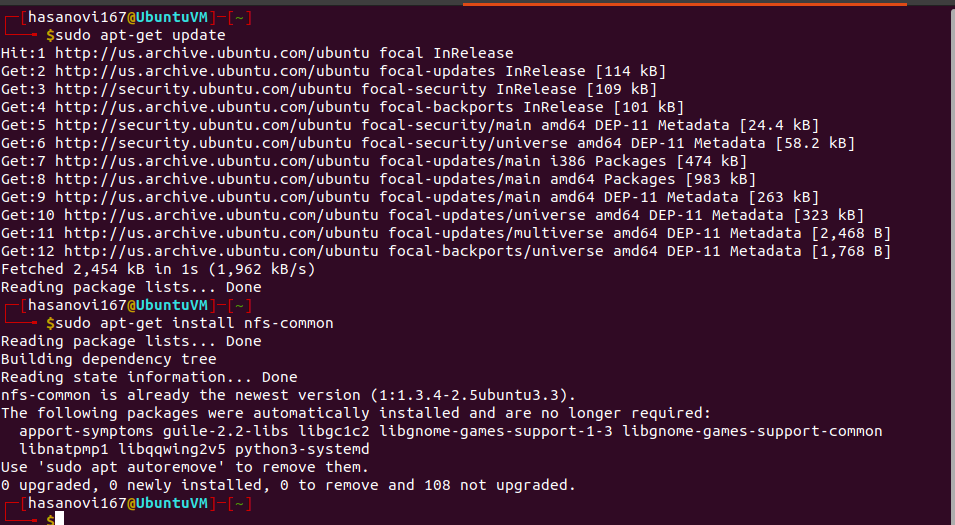 ┌─[hasanovi167@UbuntuVM]─[~]
└──╼ $sudo apt-get update
Hit:1 http://us.archive.ubuntu.com/ubuntu focal InRelease
Get:2 http://us.archive.ubuntu.com/ubuntu focal-updates InRelease [114 kB]
Get:3 http://security.ubuntu.com/ubuntu focal-security InRelease [109 kB]
Get:4 http://us.archive.ubuntu.com/ubuntu focal-backports InRelease [101 kB]
Get:5 http://security.ubuntu.com/ubuntu focal-security/main amd64 DEP-11 Metadata [24.4 kB]
Get:6 http://security.ubuntu.com/ubuntu focal-security/universe amd64 DEP-11 Metadata [58.2 kB]
Get:7 http://us.archive.ubuntu.com/ubuntu focal-updates/main i386 Packages [474 kB]
Get:8 http://us.archive.ubuntu.com/ubuntu focal-updates/main amd64 Packages [983 kB]
Get:9 http://us.archive.ubuntu.com/ubuntu focal-updates/main amd64 DEP-11 Metadata [263 kB]
Get:10 http://us.archive.ubuntu.com/ubuntu focal-updates/universe amd64 DEP-11 Metadata [323 kB]
Get:11 http://us.archive.ubuntu.com/ubuntu focal-updates/multiverse amd64 DEP-11 Metadata [2,468 B]
Get:12 http://us.archive.ubuntu.com/ubuntu focal-backports/universe amd64 DEP-11 Metadata [1,768 B]
Fetched 2,454 kB in 1s (1,962 kB/s)
Reading package lists... Done
┌─[hasanovi167@UbuntuVM]─[~]
└──╼ $sudo apt-get install nfs-common
Reading package lists... Done
Building dependency tree
Reading state information... Done
nfs-common is already the newest version (1:1.3.4-2.5ubuntu3.3).
The following packages were automatically installed and are no longer required:
  apport-symptoms guile-2.2-libs libgc1c2 libgnome-games-support-1-3 libgnome-games-support-common
  libnatpmp1 libqqwing2v5 python3-systemd
Use 'sudo apt autoremove' to remove them.
0 upgraded, 0 newly installed, 0 to remove and 108 not upgraded.
┌─[hasanovi167@UbuntuVM]─[~]
└──╼ $